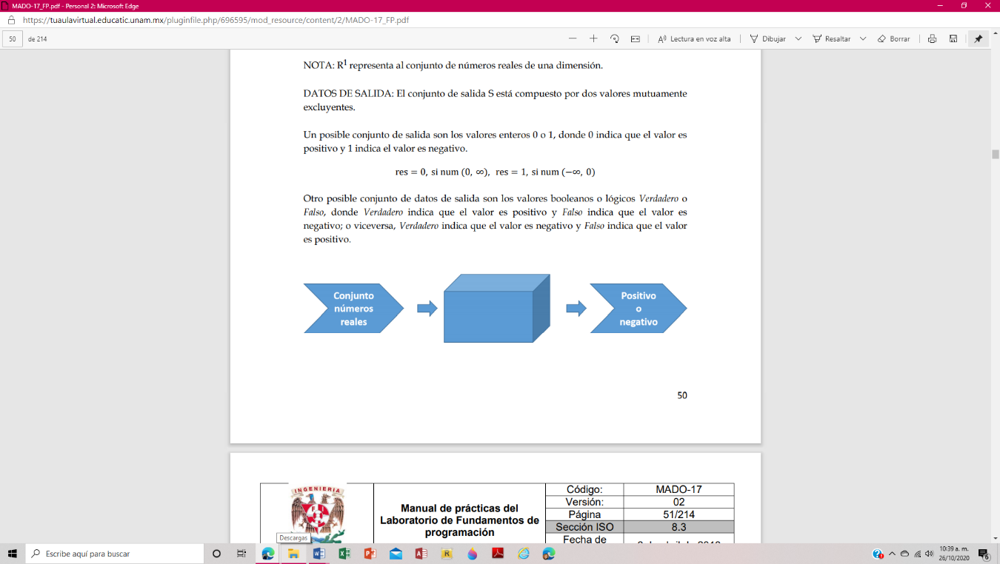 MADO-17_FP.pdf - Personal 2: Microsoft Edge
https://tuaulavirtual.educatic.unam.mx/pluginfile.php/696595/mod_resource/content/2/MADO-17_FP.pdf
50 de 214
Lectura en voz alta
Dibujar
Resaltar
Borrar
NOTA: R¹ representa al conjunto de números reales de una dimensión.
DATOS DE SALIDA: El conjunto de salida S está compuesto por dos valores mutuamente
excluyentes.
Un posible conjunto de salida son los valores enteros 0 o 1, donde 0 indica que el valor es
positivo y 1 indica el valor es negativo.
res = 0, si num (0, ∞), res = 1, si num (−∞, 0)
Otro posible conjunto de datos de salida son los valores booleanos o lógicos Verdadero o
Falso, donde Verdadero indica que el valor es positivo y Falso indica que el valor es
negativo; o viceversa, Verdadero indica que el valor es negativo y Falso indica que el valor
es positivo.
Conjunto
números
reales
Positivo
o
negativo
50
INGENIERIA
Manual de prácticas del
Laboratorio de Fundamentos de
programación
Código: MADO-17
Versión: 02
Página 51/214
Sección ISO 8.3
Fecha de
Descargas
Escribe aquí para buscar
10:39 a. m.
26/10/2020
6